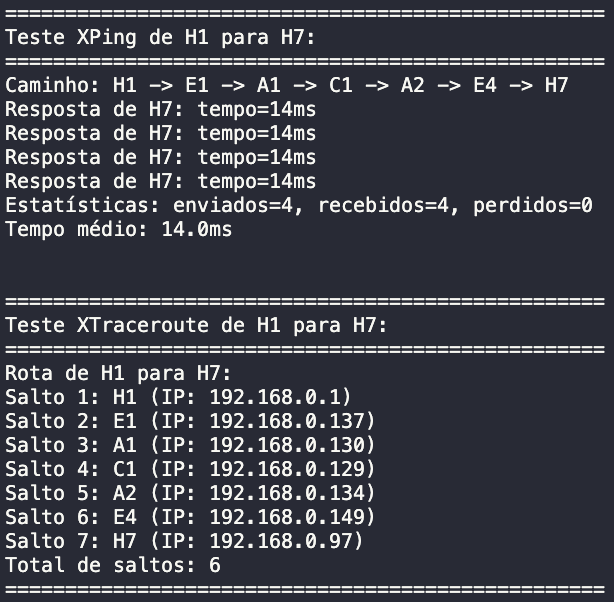 ==================================================
Teste XPing de H1 para H7:
==================================================
Caminho: H1 -> E1 -> A1 -> C1 -> A2 -> E4 -> H7
Resposta de H7: tempo=14ms
Resposta de H7: tempo=14ms
Resposta de H7: tempo=14ms
Resposta de H7: tempo=14ms
Estatísticas: enviados=4, recebidos=4, perdidos=0
Tempo médio: 14.0ms
==================================================
Teste XTraceroute de H1 para H7:
==================================================
Rota de H1 para H7:
Salto 1: H1 (IP: 192.168.0.1)
Salto 2: E1 (IP: 192.168.0.137)
Salto 3: A1 (IP: 192.168.0.130)
Salto 4: C1 (IP: 192.168.0.129)
Salto 5: A2 (IP: 192.168.0.134)
Salto 6: E4 (IP: 192.168.0.149)
Salto 7: H7 (IP: 192.168.0.97)
Total de saltos: 6
==================================================